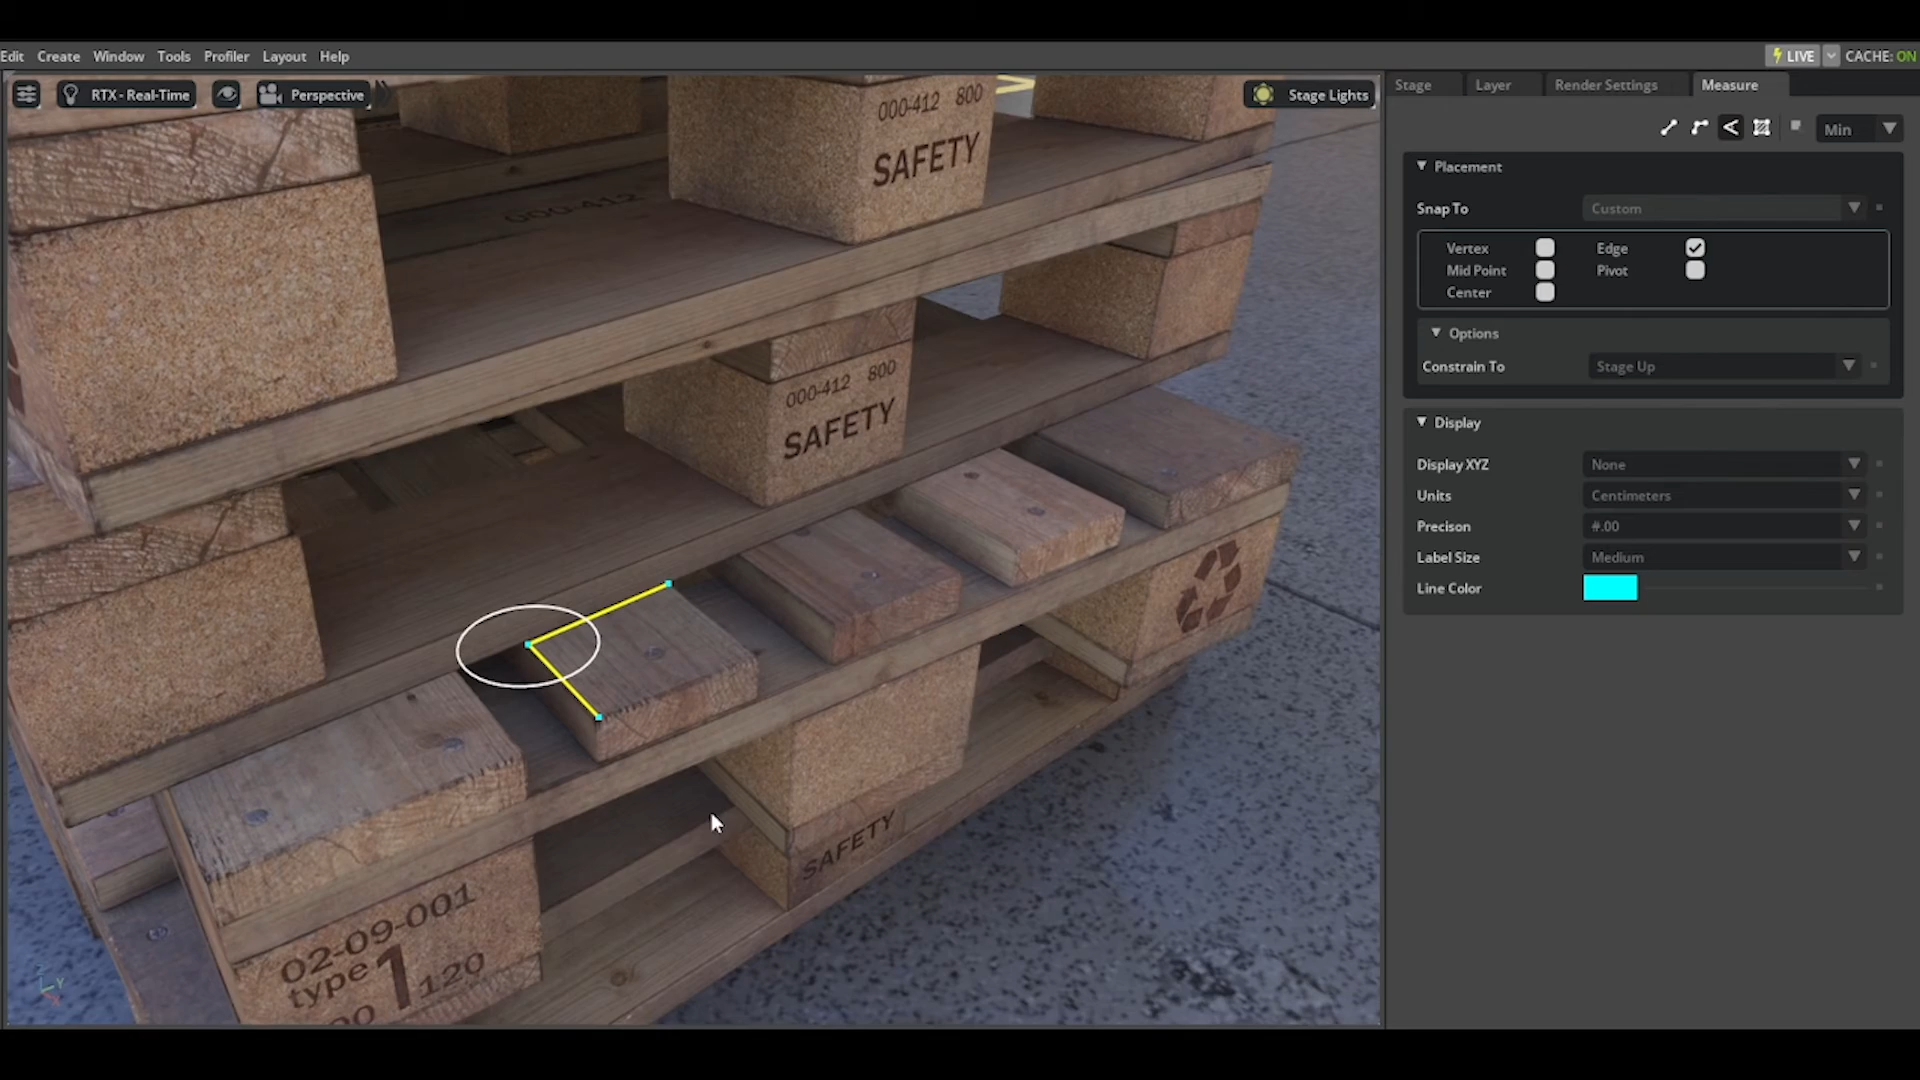 Edit Create Window Tools Profiler Layout Help
LIVE CACHE: ON
RTX - Real-Time Perspective Stage Lights
Stage Layer Render Settings Measure
Min
Placement
Snap To Custom
Vertex Edge
Mid Point Pivot
Center
Options
Constrain To Stage Up
Display
Display XYZ None
Units Centimeters
Precison #.00
Label Size Medium
Line Color
000-412 800
SAFETY
000-412
000-412 800
SAFETY
SAFETY
02-09-001
type 1 120
Y